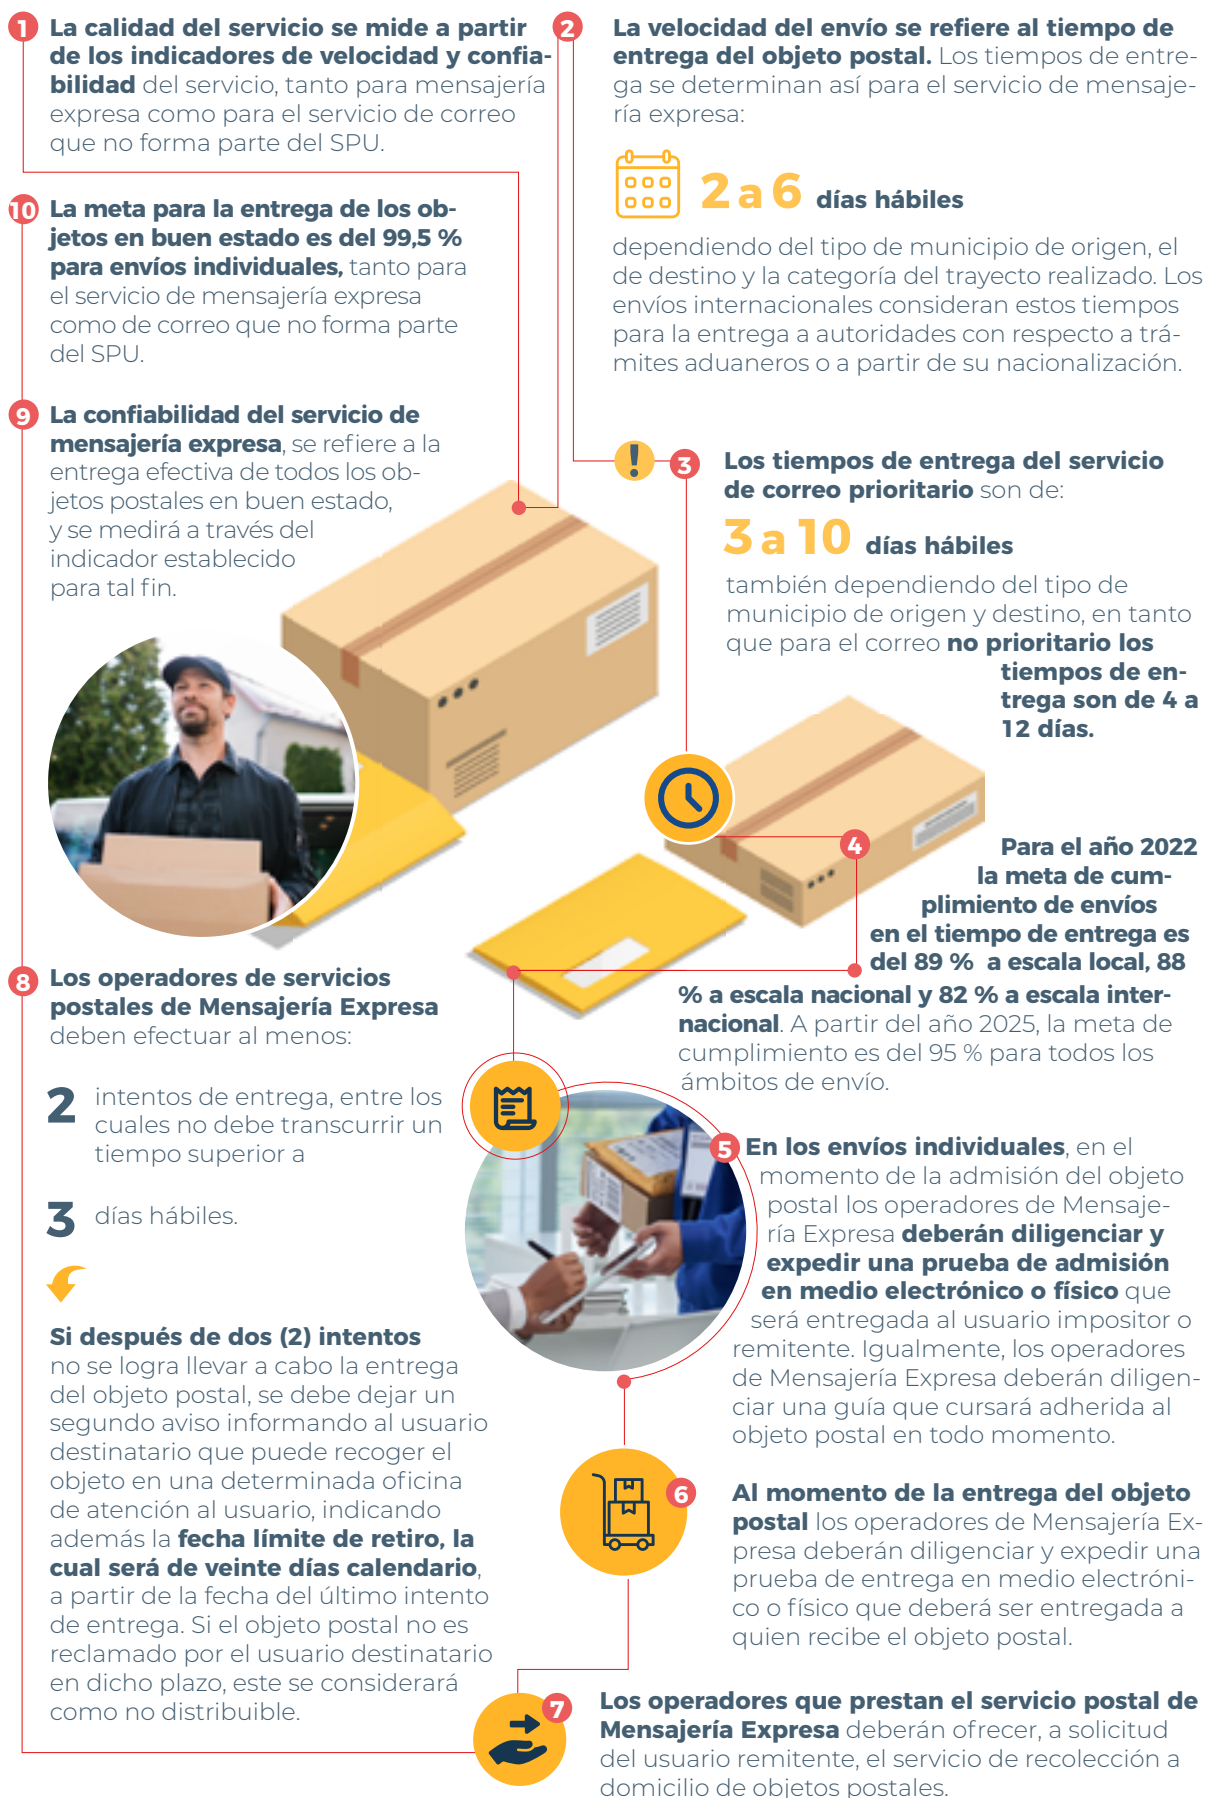 1 La calidad del servicio se mide a partir
de los indicadores de velocidad y confia-
bilidad del servicio, tanto para mensajería
expresa como para el servicio de correo
que no forma parte del SPU.
2 La velocidad del envío se refiere al tiempo de
entrega del objeto postal. Los tiempos de entre-
ga se determinan así para el servicio de mensaje-
ría expresa:
2 a 6 días hábiles
dependiendo del tipo de municipio de origen, el
de destino y la categoría del trayecto realizado. Los
envíos internacionales consideran estos tiempos
para la entrega a autoridades con respecto a trá-
mites aduaneros o a partir de su nacionalización.
! 3 Los tiempos de entrega del servicio
de correo prioritario son de:
3 a 10 días hábiles
también dependiendo del tipo de
municipio de origen y destino, en tanto
que para el correo no prioritario los
tiempos de en-
trega son de 4 a
12 días.
4 Para el año 2022
la meta de cum-
plimiento de envíos
en el tiempo de entrega es
del 89 % a escala local, 88
% a escala nacional y 82 % a escala inter-
nacional. A partir del año 2025, la meta de
cumplimiento es del 95 % para todos los
ámbitos de envío.
5 En los envíos individuales, en el
momento de la admisión del objeto
postal los operadores de Mensaje-
ría Expresa deberán diligenciar y
expedir una prueba de admisión
en medio electrónico o físico que
será entregada al usuario impositor o
remitente. Igualmente, los operadores
de Mensajería Expresa deberán diligen-
ciar una guía que cursará adherida al
objeto postal en todo momento.
6 Al momento de la entrega del objeto
postal los operadores de Mensajería Ex-
presa deberán diligenciar y expedir una
prueba de entrega en medio electróni-
co o físico que deberá ser entregada a
quien recibe el objeto postal.
7 Los operadores que prestan el servicio postal de
Mensajería Expresa deberán ofrecer, a solicitud
del usuario remitente, el servicio de recolección a
domicilio de objetos postales.
8 Los operadores de servicios
postales de Mensajería Expresa
deben efectuar al menos:
2 intentos de entrega, entre los
cuales no debe transcurrir un
tiempo superior a
3 días hábiles.
Si después de dos (2) intentos
no se logra llevar a cabo la entrega
del objeto postal, se debe dejar un
segundo aviso informando al usuario
destinatario que puede recoger el
objeto en una determinada oficina
de atención al usuario, indicando
además la fecha límite de retiro, la
cual será de veinte días calendario,
a partir de la fecha del último intento
de entrega. Si el objeto postal no es
reclamado por el usuario destinatario
en dicho plazo, este se considerará
como no distribuible.
9 La confiabilidad del servicio de
mensajería expresa, se refiere a la
entrega efectiva de todos los ob-
jetos postales en buen estado,
y se medirá a través del
indicador establecido
para tal fin.
10 La meta para la entrega de los ob-
jetos en buen estado es del 99,5 %
para envíos individuales, tanto para
el servicio de mensajería expresa
como de correo que no forma parte
del SPU.